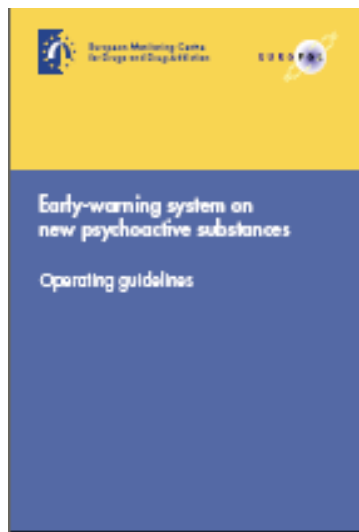 European Monitoring Centre
for Drugs and Drug Addiction
EUROPOL
Early-warning system on
new psychoactive substances
Operating guidelines